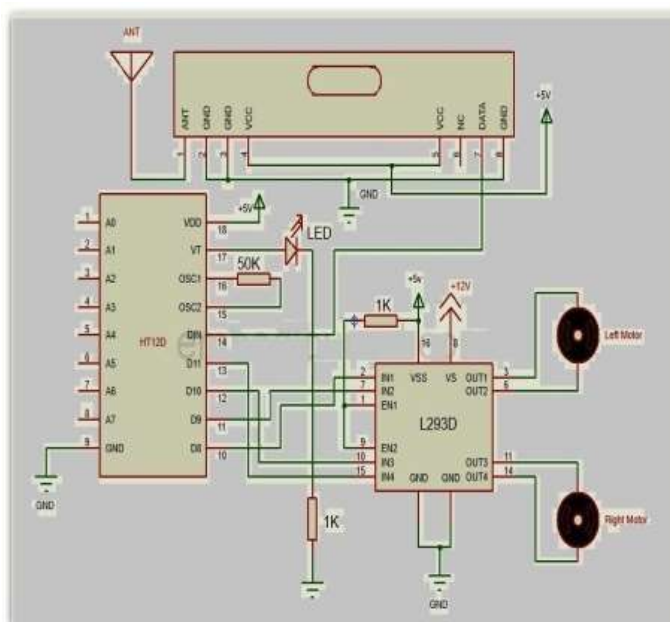 ANT
ANT GND GND VCC VCC NC DATA GND
1 2 3 4 5 6 7 8
+5V
GND
+5V
LED
50K
1 A0 VDD 18
2 A1 VT 17
3 A2 OSC1 16
4 A3 OSC2 15
5 A4 DIN 14
HT12D
6 A5 D11 13
7 A6 D10 12
8 A7 D9 11
9 GND D8 10
GND
+5v
+12V
1K
16 8
VSS VS
2 IN1 OUT1 3
7 IN2 OUT2 6
1 EN1
L293D
9 EN2
10 IN3 OUT3 11
15 IN4 OUT4 14
GND GND
Left Motor
Right Motor
1K
GND